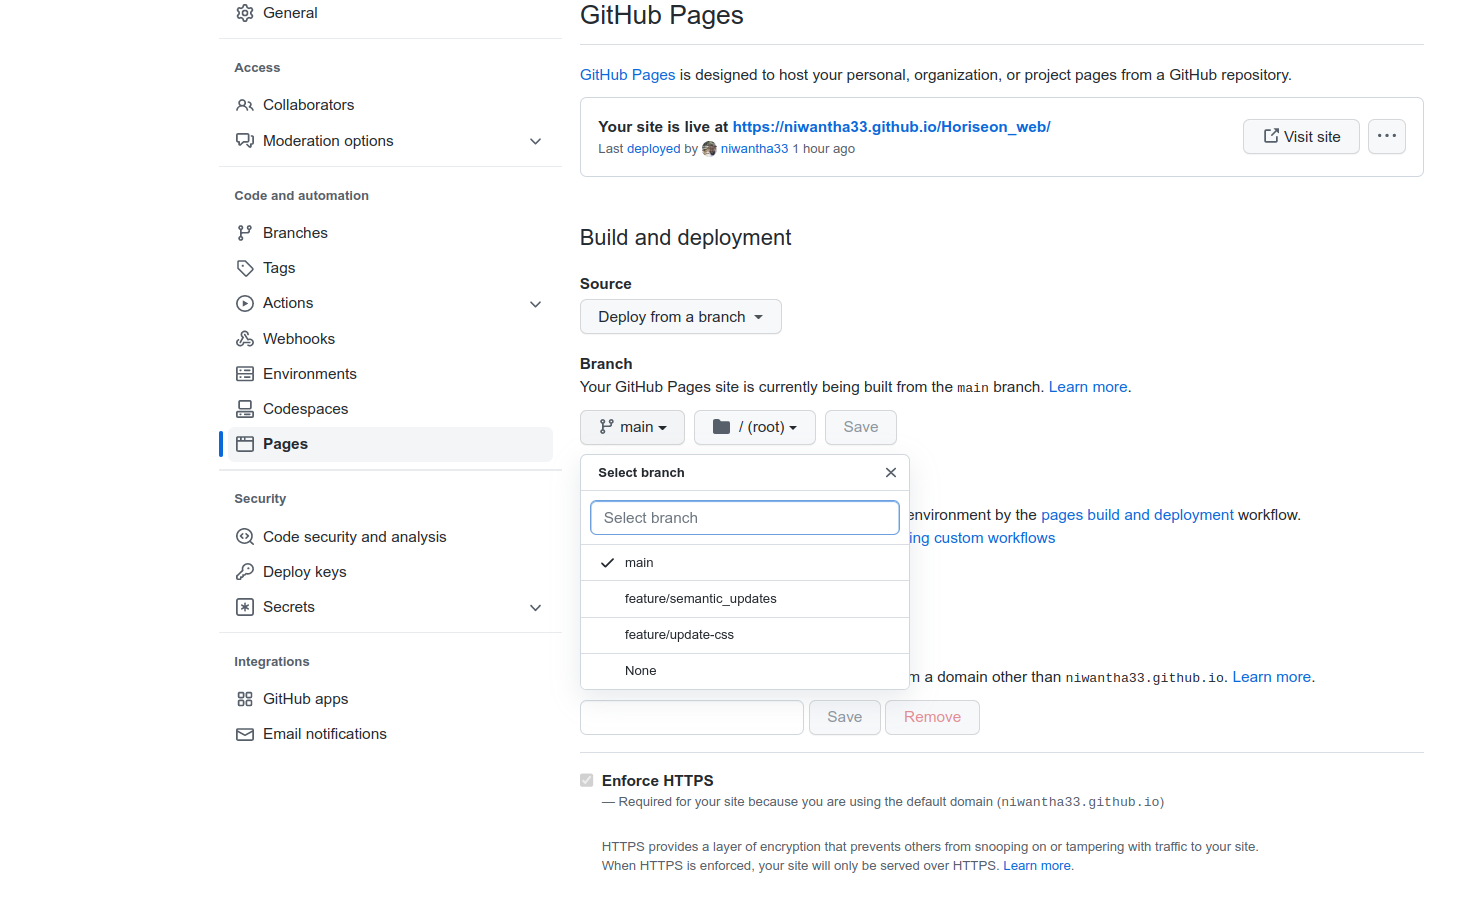 General
Access
Collaborators
Moderation options
Code and automation
Branches
Tags
Actions
Webhooks
Environments
Codespaces
Pages
Security
Code security and analysis
Deploy keys
Secrets
Integrations
GitHub apps
Email notifications
GitHub Pages
GitHub Pages is designed to host your personal, organization, or project pages from a GitHub repository.
Your site is live at https://niwantha33.github.io/Horiseon_web/
Last deployed by niwantha33 1 hour ago
Visit site
Build and deployment
Source
Deploy from a branch
Branch
Your GitHub Pages site is currently being built from the main branch. Learn more.
main / (root) Save
Select branch
Select branch
main
feature/semantic_updates
feature/update-css
None
environment by the pages build and deployment workflow.
ing custom workflows
m a domain other than niwantha33.github.io. Learn more.
Save Remove
Enforce HTTPS
— Required for your site because you are using the default domain (niwantha33.github.io)
HTTPS provides a layer of encryption that prevents others from snooping on or tampering with traffic to your site.
When HTTPS is enforced, your site will only be served over HTTPS. Learn more.